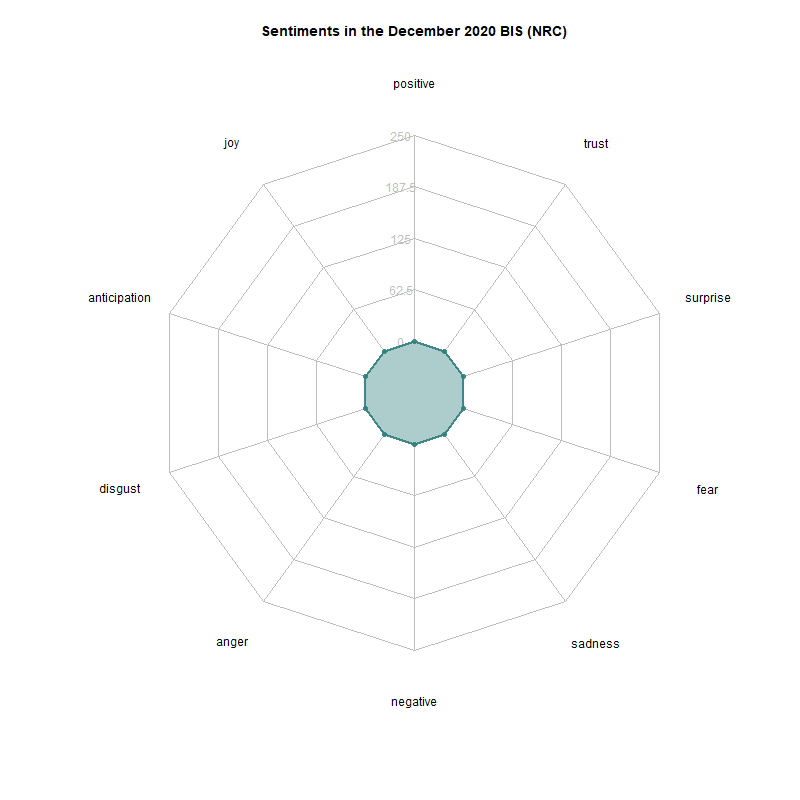 Sentiments in the December 2020 BIS (NRC)
positive
joy
trust
250
187.5
125
62.5
0
anticipation
surprise
disgust
fear
anger
sadness
negative